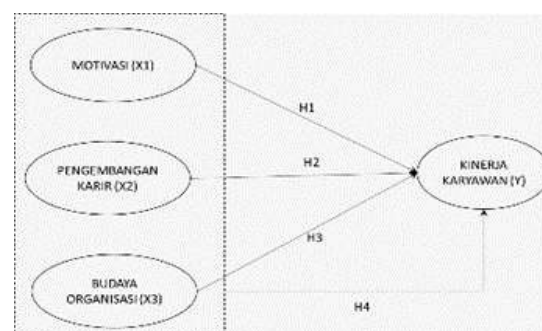 MOTIVASI (X1)
H1
PENGEMBANGAN
KARIR (X2)
H2
KINERJA
KARYAWAN (Y)
H3
BUDAYA
ORGANISASI (X3)
H4